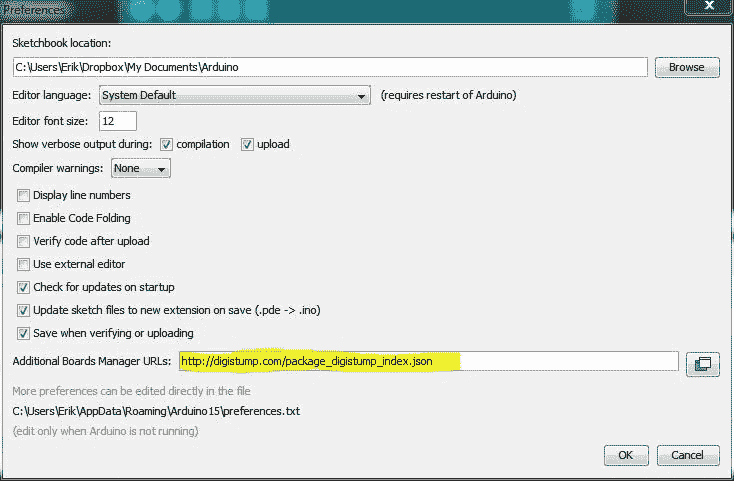 Preferences
Sketchbook location:
C:\Users\Erik\Dropbox\My Documents\Arduino Browse
Editor language: System Default (requires restart of Arduino)
Editor font size: 12
Show verbose output during: compilation upload
Compiler warnings: None
Display line numbers
Enable Code Folding
Verify code after upload
Use external editor
Check for updates on startup
Update sketch files to new extension on save (.pde -> .ino)
Save when verifying or uploading
Additional Boards Manager URLs: http://digistump.com/package_digistump_index.json
More preferences can be edited directly in the file
C:\Users\Erik\AppData\Roaming\Arduino15\preferences.txt
(edit only when Arduino is not running)
OK Cancel